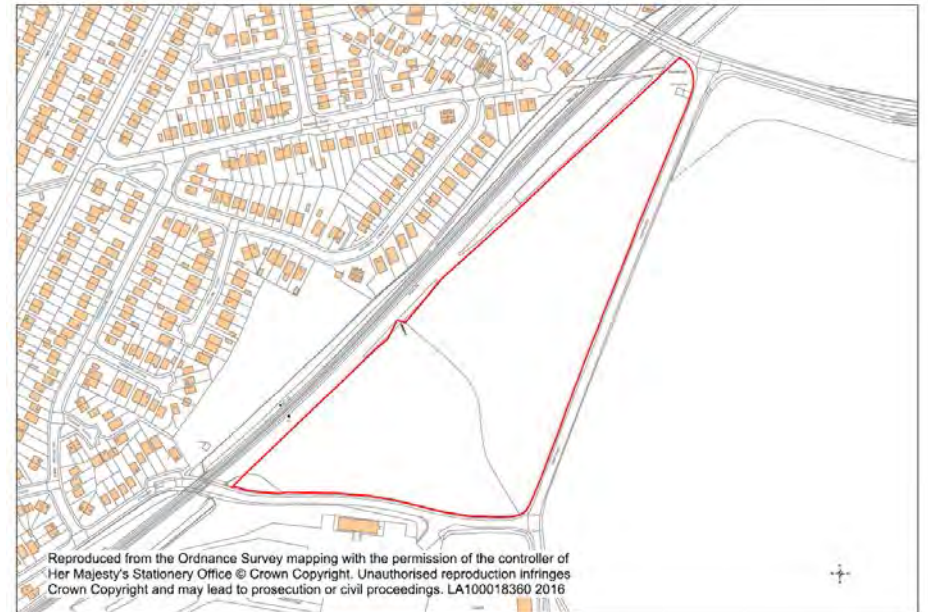 Reproduced from the Ordnance Survey mapping with the permission of the controller of
Her Majesty's Stationery Office © Crown Copyright. Unauthorised reproduction infringes
Crown Copyright and may lead to prosecution or civil proceedings. LA100018360 2016